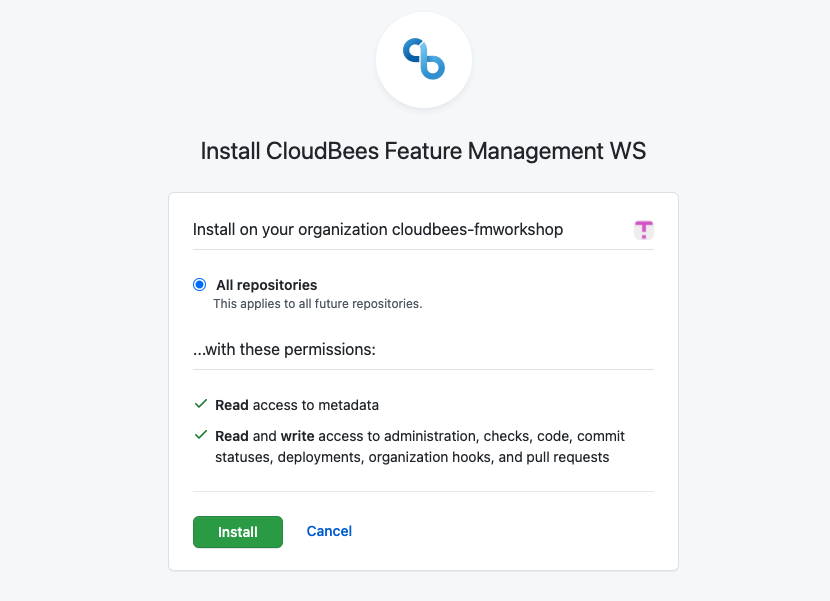 Install CloudBees Feature Management WS
Install on your organization cloudbees-fmworkshop
All repositories
This applies to all future repositories.
...with these permissions:
Read access to metadata
Read and write access to administration, checks, code, commit
statuses, deployments, organization hooks, and pull requests
Install
Cancel